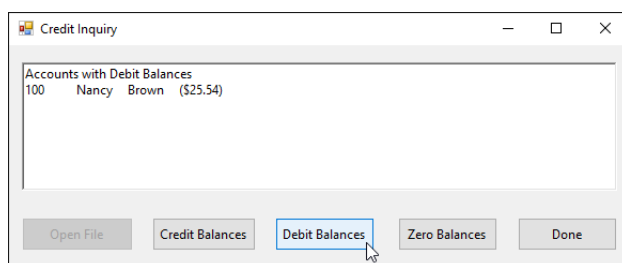 Credit Inquiry
Accounts with Debit Balances
100 Nancy Brown ($25.54)
Open File Credit Balances Debit Balances Zero Balances Done